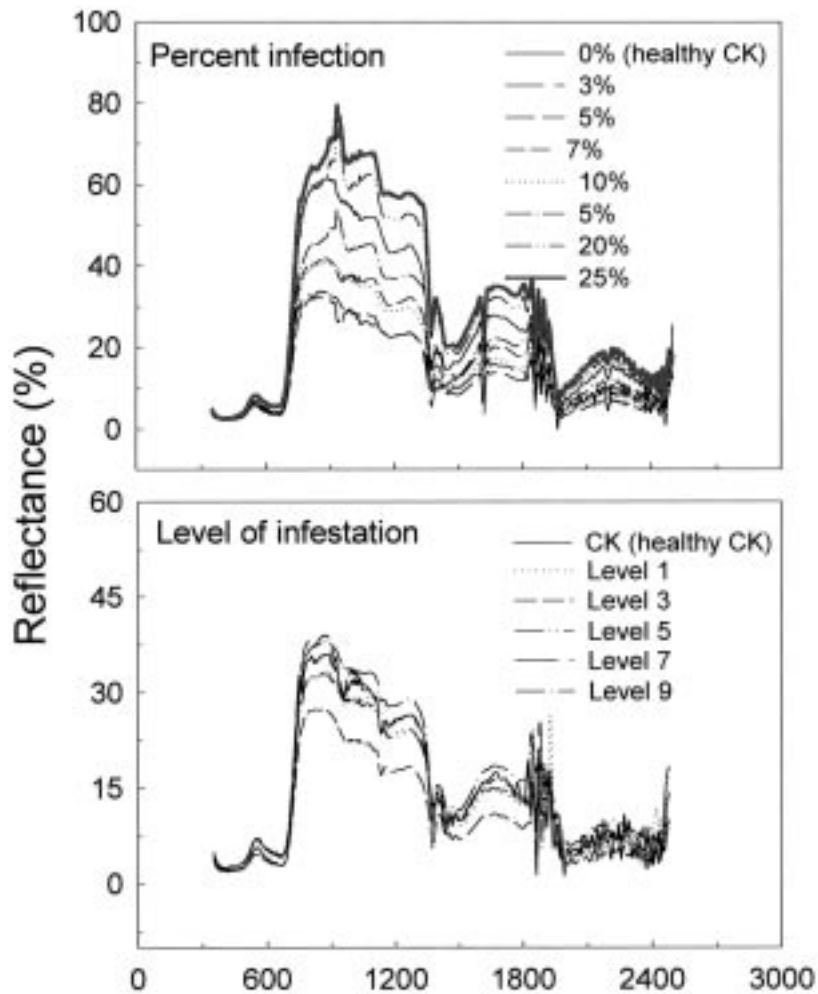 100
80
60
40
20
0
Percent infection
0% (healthy CK)
3%
5%
7%
10%
5%
20%
25%
Reflectance (%)
60
45
30
15
0
Level of infestation
CK (healthy CK)
Level 1
Level 3
Level 5
Level 7
Level 9
0
600
1200
1800
2400
3000